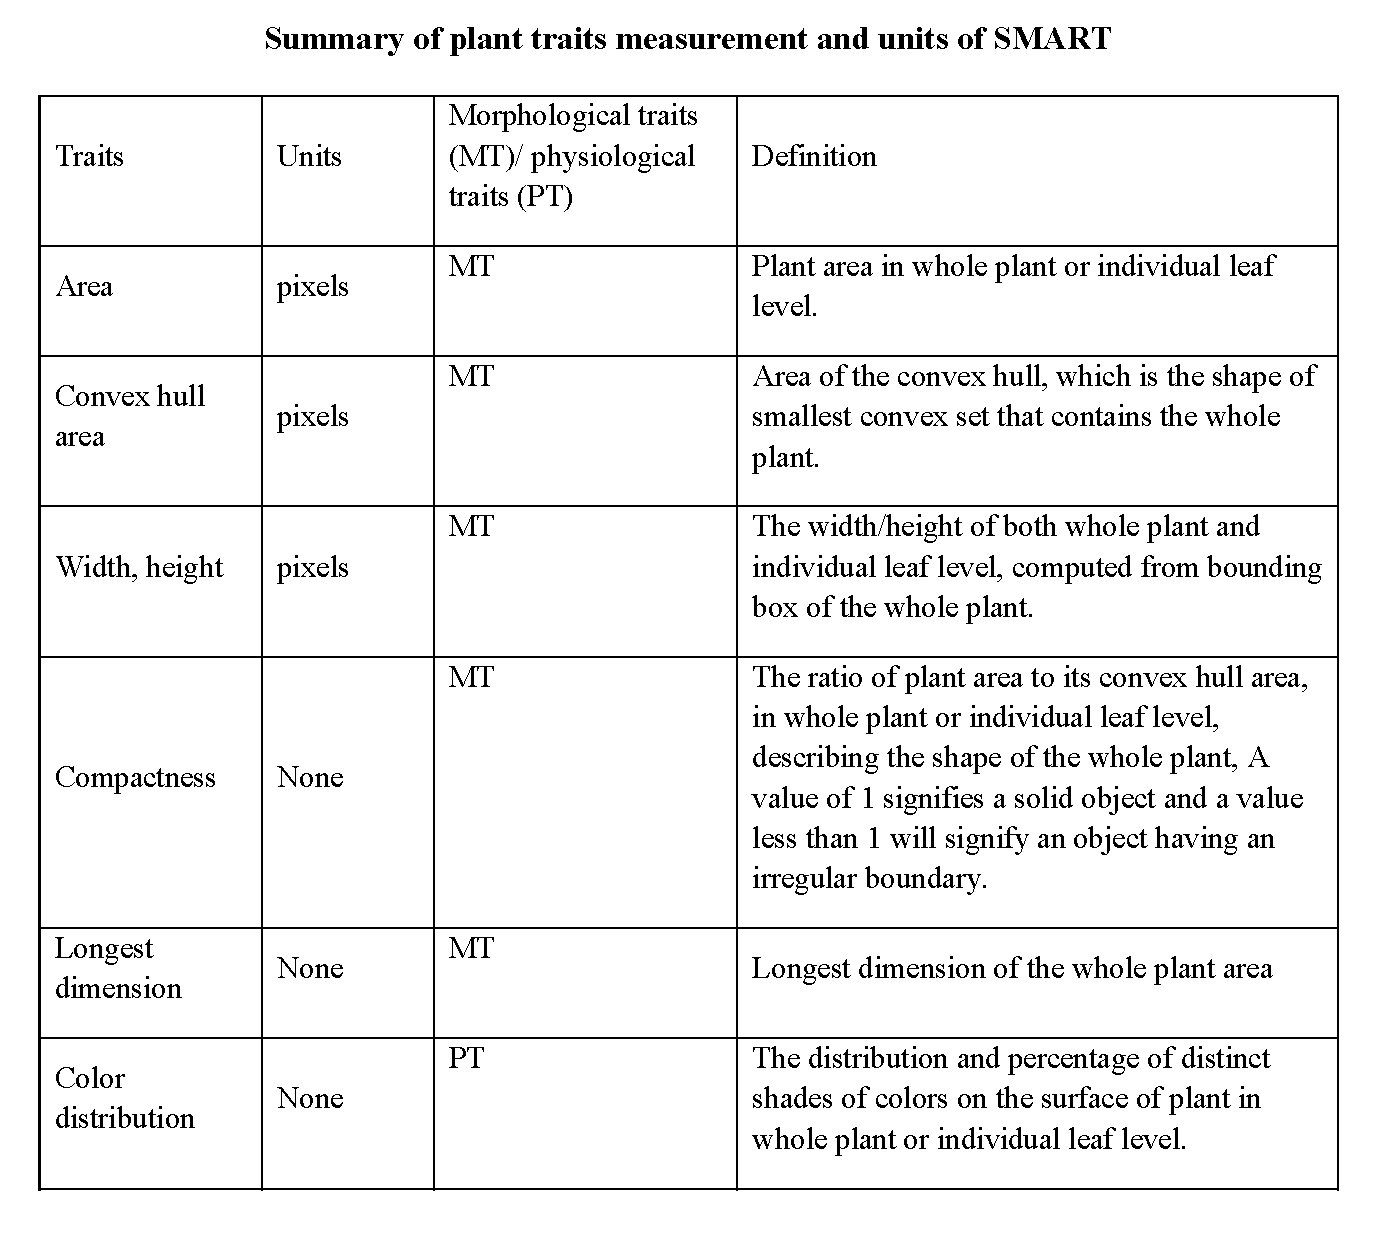 Summary of plant traits measurement and units of SMART
Traits
Units
Morphological traits
(MT)/ physiological
traits (PT)
Definition
Area
pixels
MT
Plant area in whole plant or individual leaf
level.
Convex hull
area
pixels
MT
Area of the convex hull, which is the shape of
smallest convex set that contains the whole
plant.
Width, height
pixels
MT
The width/height of both whole plant and
individual leaf level, computed from bounding
box of the whole plant.
Compactness
None
MT
The ratio of plant area to its convex hull area,
in whole plant or individual leaf level,
describing the shape of the whole plant, A
value of 1 signifies a solid object and a value
less than 1 will signify an object having an
irregular boundary.
Longest
dimension
None
MT
Longest dimension of the whole plant area
Color
distribution
None
PT
The distribution and percentage of distinct
shades of colors on the surface of plant in
whole plant or individual leaf level.